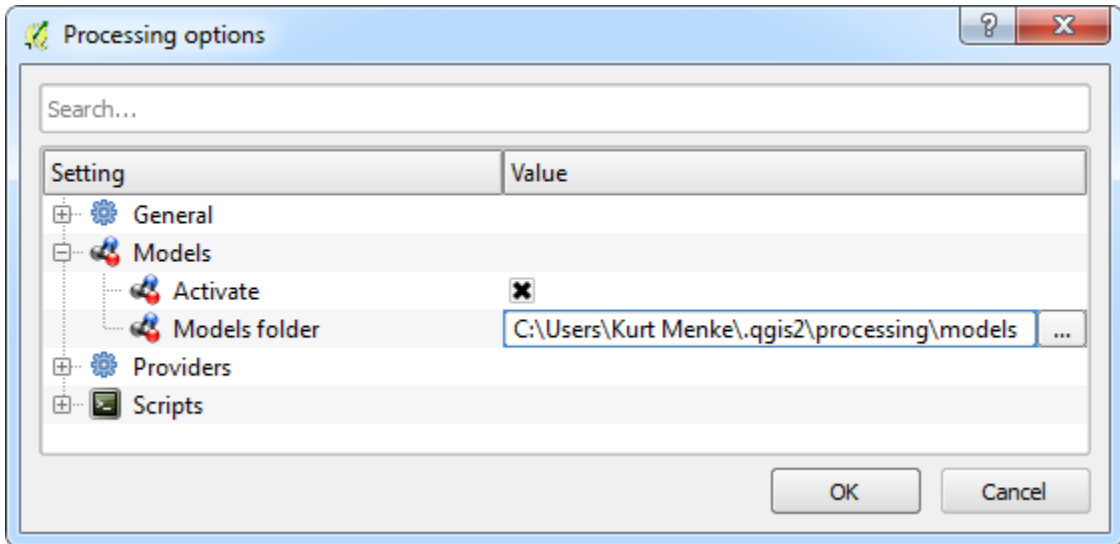 Processing options
Search...
Setting Value
General
Models
Activate
Models folder C:\Users\Kurt Menke\.qgis2\processing\models ...
Providers
Scripts
OK Cancel